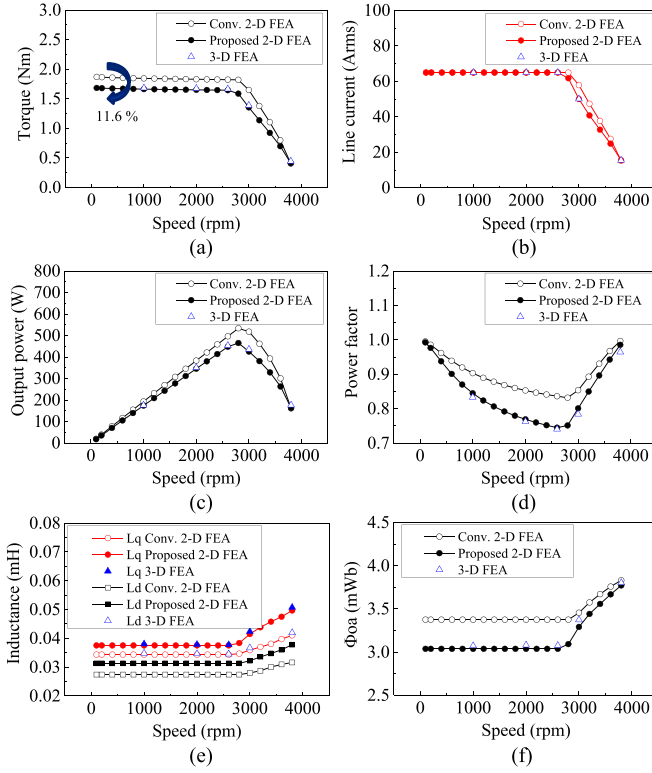 3.0
2.5
2.0
1.5
1.0
0.5
0.0
Torque (Nm)
Conv. 2-D FEA
Proposed 2-D FEA
3-D FEA
11.6 %
0 1000 2000 3000 4000
Speed (rpm)
(a)
100
80
60
40
20
0
Line current (Arms)
Conv. 2-D FEA
Proposed 2-D FEA
3-D FEA
0 1000 2000 3000 4000
Speed (rpm)
(b)
800
700
600
500
400
300
200
100
0
Output power (W)
Conv. 2-D FEA
Proposed 2-D FEA
3-D FEA
0 1000 2000 3000 4000
Speed (rpm)
(c)
1.2
1.1
1.0
0.9
0.8
0.7
Power factor
Conv. 2-D FEA
Proposed 2-D FEA
3-D FEA
0 1000 2000 3000 4000
Speed (rpm)
(d)
0.08
0.07
0.06
0.05
0.04
0.03
0.02
Inductance (mH)
Lq Conv. 2-D FEA
Lq Proposed 2-D FEA
Lq 3-D FEA
Ld Conv. 2-D FEA
Ld Proposed 2-D FEA
Ld 3-D FEA
0 1000 2000 3000 4000
Speed (rpm)
(e)
4.5
4.0
3.5
3.0
2.5
Φoa (mWb)
Conv. 2-D FEA
Proposed 2-D FEA
3-D FEA
0 1000 2000 3000 4000
Speed (rpm)
(f)